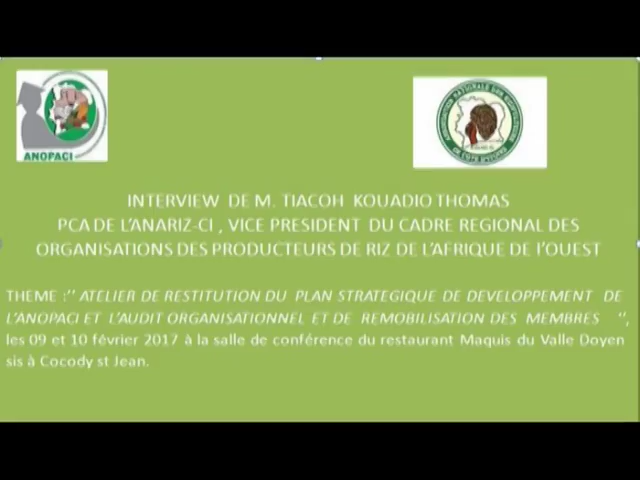 ANOPACI
INTERVIEW DE M. TIACOH KOUADIO THOMAS
PCA DE L'ANARIZ-CI , VICE PRESIDENT DU CADRE REGIONAL DES
ORGANISATIONS DES PRODUCTEURS DE RIZ DE L'AFRIQUE DE l'OUEST
THEME :'' ATELIER DE RESTITUTION DU PLAN STRATEGIQUE DE DEVELOPPEMENT DE
L'ANOPACI ET L'AUDIT ORGANISATIONNEL ET DE REMOBILISATION DES MEMBRES '',
les 09 et 10 février 2017 à la salle de conférence du restaurant Maquis du Valle Doyen
sis à Cocody st Jean.